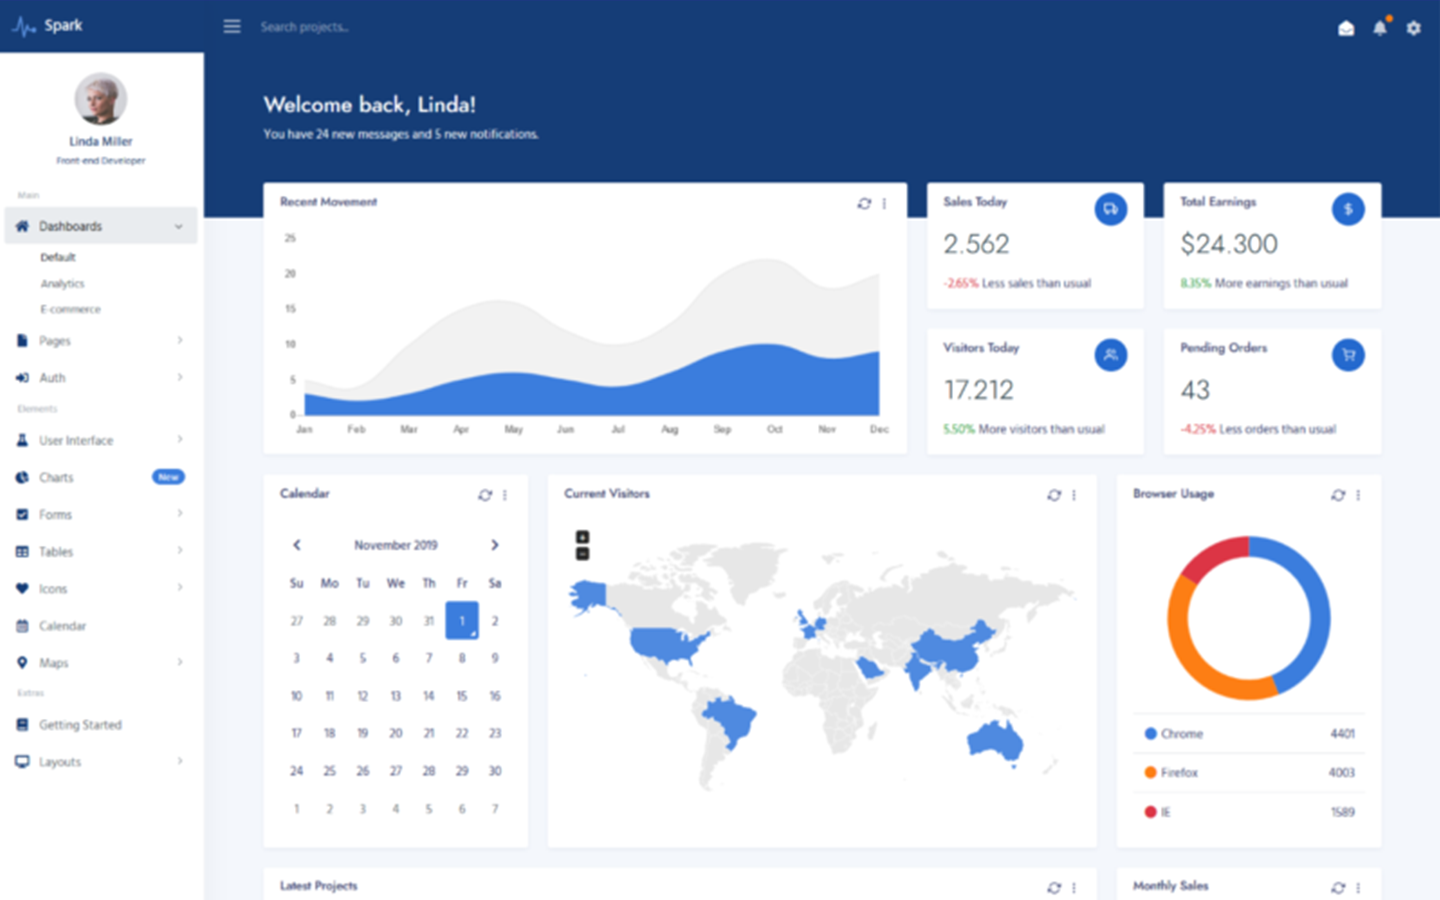 Spark
Search projects..
Linda Miller
Front-end Developer
Main
Dashboards
Default
Analytics
E-commerce
Pages
Auth
Elements
User Interface
Charts New
Forms
Tables
Icons
Calendar
Maps
Extras
Getting Started
Layouts
Welcome back, Linda!
You have 24 new messages and 5 new notifications.
Recent Movement
25
20
15
10
5
0
Jan Feb Mar Apr May Jun Jul Aug Sep Oct Nov Dec
Sales Today
2.562
-2.65% Less sales than usual
Total Earnings
$
$24.300
8.35% More earnings than usual
Visitors Today
17.212
5.50% More visitors than usual
Pending Orders
43
-4.25% Less orders than usual
Calendar
November 2019
Su Mo Tu We Th Fr Sa
27 28 29 30 31 1 2
3 4 5 6 7 8 9
10 11 12 13 14 15 16
17 18 19 20 21 22 23
24 25 26 27 28 29 30
1 2 3 4 5 6 7
Current Visitors
+
−
Browser Usage
Chrome 4401
Firefox 4003
IE 1589
Latest Projects
Monthly Sales